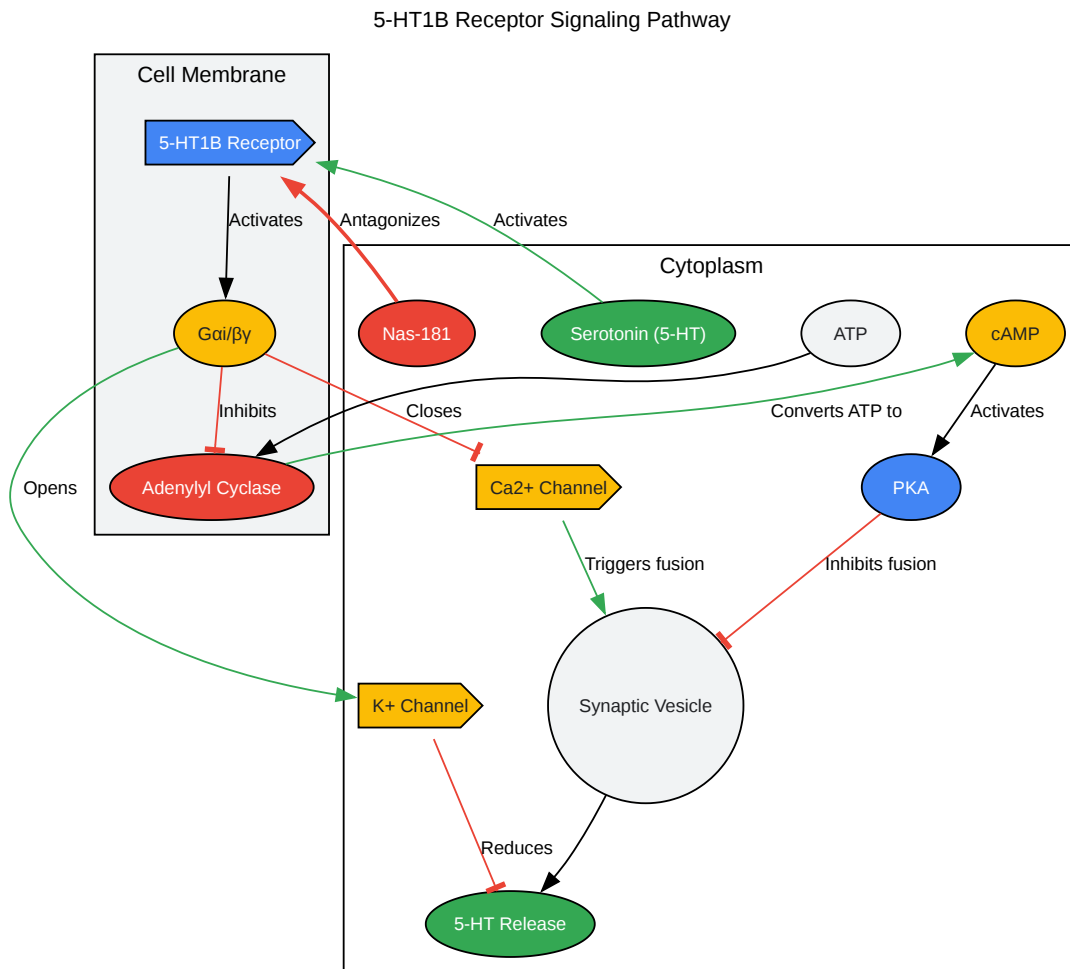 5-HT1B Receptor Signaling Pathway
Cell Membrane
5-HT1B Receptor
Activates
Antagonizes
Activates
Cytoplasm
Gαi/βγ
Nas-181
Serotonin (5-HT)
ATP
cAMP
Inhibits
Closes
Converts ATP to
Activates
Opens
Adenylyl Cyclase
Ca2+ Channel
PKA
Triggers fusion
Inhibits fusion
K+ Channel
Synaptic Vesicle
Reduces
5-HT Release